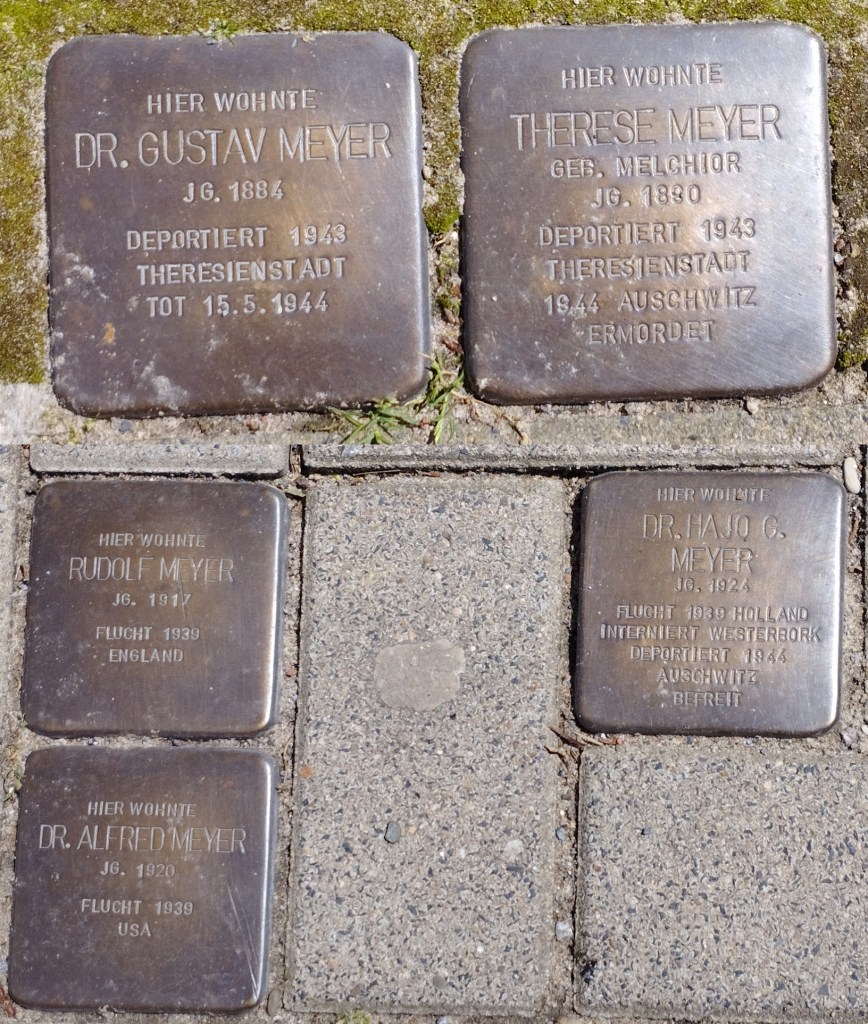 HIER WOHNTE
DR. GUSTAV MEYER
JG. 1884
DEPORTIERT 1943
THERESIENSTADT
TOT 15.5.1944
HIER WOHNTE
THERESE MEYER
GEB. MELCHIOR
JG. 1890
DEPORTIERT 1943
THERESIENSTADT
1944 AUSCHWITZ
ERMORDET
HIER WOHNTE
RUDOLF MEYER
JG. 1917
FLUCHT 1939
ENGLAND
HIER WOHNTE
DR. HAJO G.
MEYER
JG. 1924
FLUCHT 1939 HOLLAND
INTERNIERT WESTERBORK
DEPORTIERT 1944
AUSCHWITZ
BEFREIT
HIER WOHNTE
DR. ALFRED MEYER
JG. 1920
FLUCHT 1939
USA